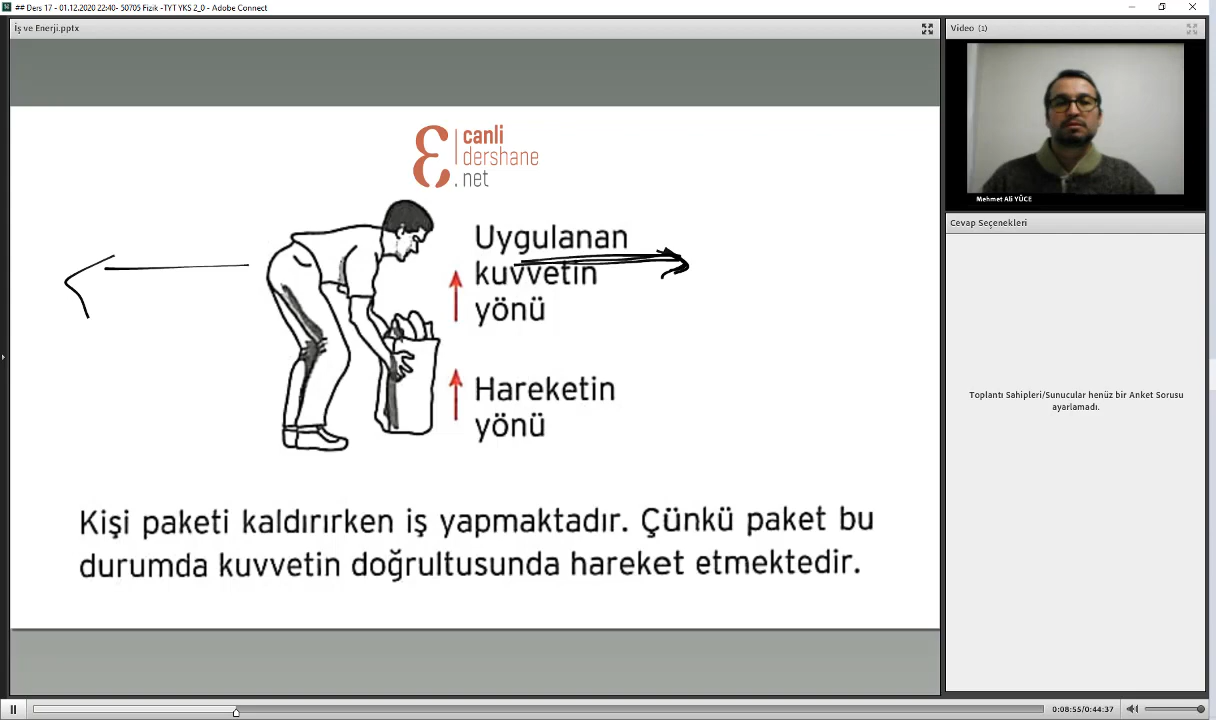 ## Ders 17 - 01.12.2020 22:40- 50705 Fizik -TYT YKS 2_0 - Adobe Connect
İş ve Enerji.pptx
canli
dershane
.net
Uygulanan
kuvvetin
yönü
Hareketin
yönü
Kişi paketi kaldırırken iş yapmaktadır. Çünkü paket bu
durumda kuvvetin doğrultusunda hareket etmektedir.
Video (1)
Mehmet Ali YÜCE
Cevap Seçenekleri
Toplantı Sahipleri/Sunucular henüz bir Anket Sorusu
ayarlamadı.
0:08:55/0:44:37